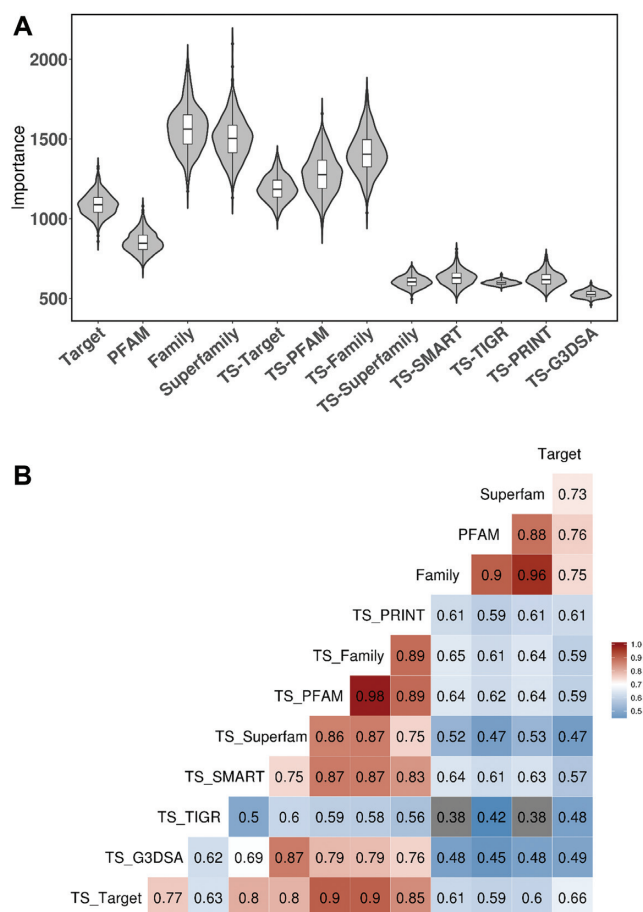 A
Importance
2000
1500
1000
500
Target
PFAM
Family
Superfamily
TS-Target
TS-PFAM
TS-Family
TS-Superfamily
TS-SMART
TS-TIGR
TS-PRINT
TS-G3DSA
B
Target
Superfam 0.73
PFAM 0.88 0.76
Family 0.9 0.96 0.75
TS_PRINT 0.61 0.59 0.61 0.61
TS_Family 0.89 0.65 0.61 0.64 0.59
TS_PFAM 0.98 0.89 0.64 0.62 0.64 0.59
TS_Superfam 0.86 0.87 0.75 0.52 0.47 0.53 0.47
TS_SMART 0.75 0.87 0.87 0.83 0.64 0.61 0.63 0.57
TS_TIGR 0.5 0.6 0.59 0.58 0.56 0.38 0.42 0.38 0.48
TS_G3DSA 0.62 0.69 0.87 0.79 0.79 0.76 0.48 0.45 0.48 0.49
TS_Target 0.77 0.63 0.8 0.8 0.9 0.9 0.85 0.61 0.59 0.6 0.66
1.0
0.9
0.8
0.7
0.6
0.5